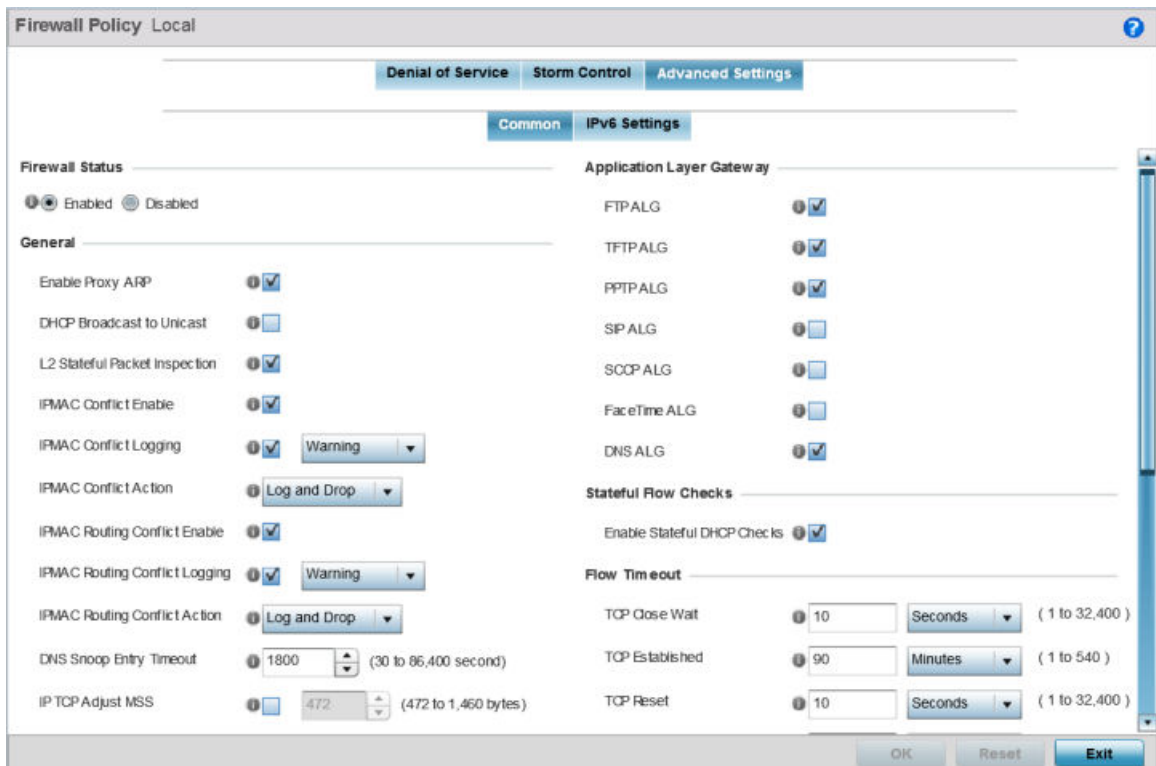 Firewall Policy Local
?
Denial of Service Storm Control Advanced Settings
Common IPv6 Settings
Firewall Status
Enabled Disabled
General
Enable Proxy ARP
DHCP Broadcast to Unicast
L2 Stateful Packet Inspection
IPMAC Conflict Enable
IPMAC Conflict Logging Warning
IPMAC Conflict Action Log and Drop
IPMAC Routing Conflict Enable
IPMAC Routing Conflict Logging Warning
IPMAC Routing Conflict Action Log and Drop
DNS Snoop Entry Timeout 1800 (30 to 86,400 second)
IP TCP Adjust MSS 472 (472 to 1,460 bytes)
Application Layer Gateway
FTP ALG
TFTP ALG
PPTP ALG
SIP ALG
SCCP ALG
FaceTime ALG
DNS ALG
Stateful Flow Checks
Enable Stateful DHCP Checks
Flow Timeout
TCP Close Wait 10 Seconds ( 1 to 32,400 )
TCP Established 90 Minutes ( 1 to 540 )
TCP Reset 10 Seconds ( 1 to 32,400 )
OK Reset Exit